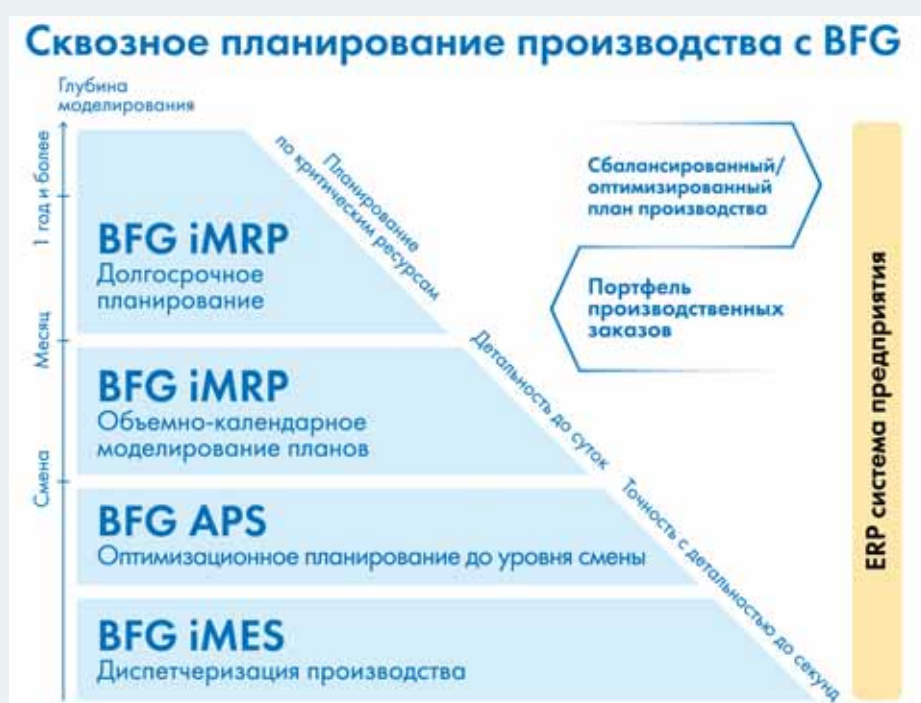 Сквозное планирование производства с BFG
Глубина
моделирования
1 год и более
Месяц
Смена
BFG iMRP
Долгосрочное
планирование
BFG iMRP
Объемно-календарное
моделирование планов
BFG APS
Оптимизационное планирование до уровня смены
BFG iMES
Диспетчеризация производства
Планирование
по критическим ресурсам
Детальность до суток
Точность с детальностью до секунд
Сбалансированный/
оптимизированный
план производства
Портфель
производственных
заказов
ERP система предприятия